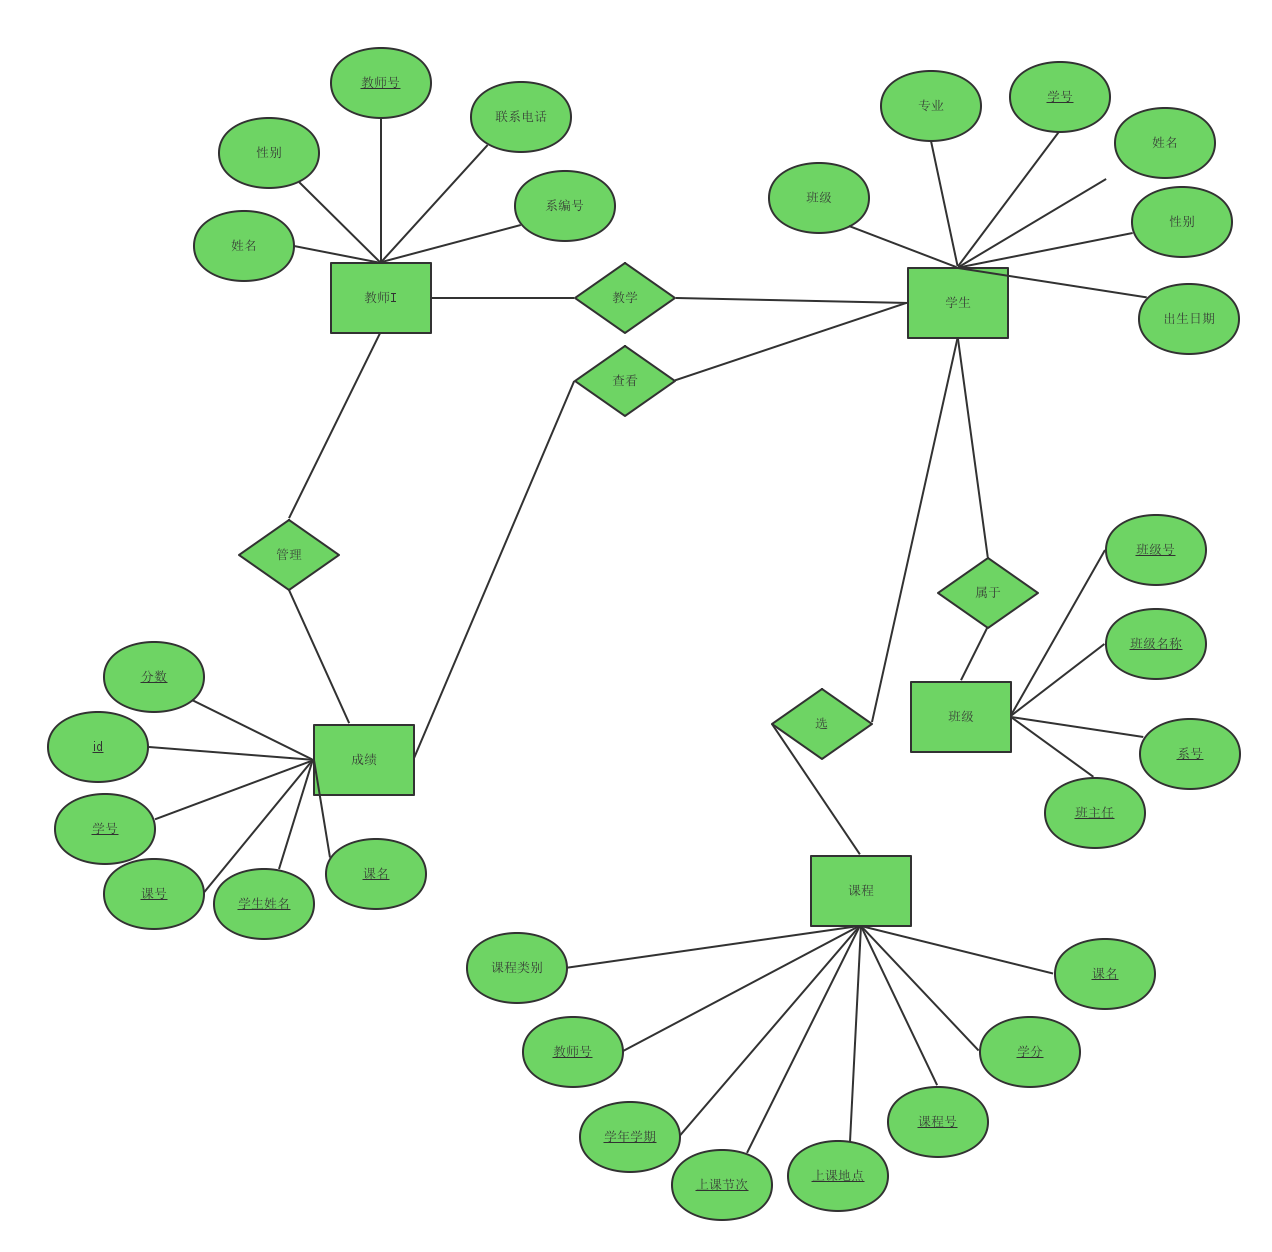 教师号
联系电话
性别
系编号
姓名
教师I
专业
学号
姓名
班级
性别
出生日期
学生
教学
查看
管理
属于
选
班级号
班级名称
班级
系号
班主任
分数
id
成绩
学号
课号
学生姓名
课名
课程
课程类别
课名
教师号
学分
学年学期
课程号
上课节次
上课地点